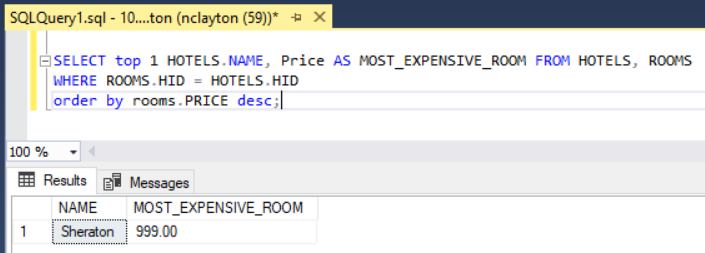 SQLQuery1.sql - 10....ton (nclayton (59))*
SELECT top 1 HOTELS.NAME, Price AS MOST_EXPENSIVE_ROOM FROM HOTELS, ROOMS
WHERE ROOMS.HID = HOTELS.HID
order by rooms.PRICE desc;
100 %
Results Messages
NAME MOST_EXPENSIVE_ROOM
1 Sheraton 999.00